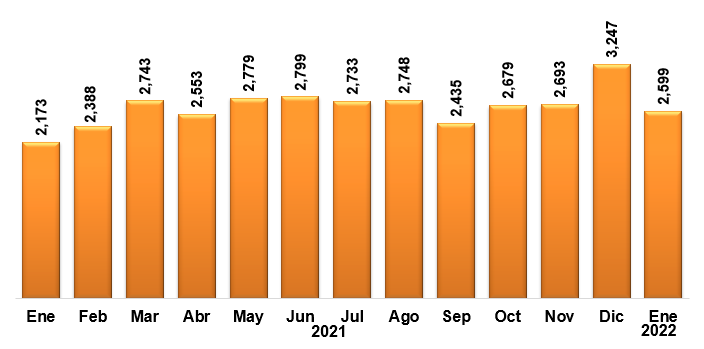 2,173 2,388 2,743 2,553 2,779 2,799 2,733 2,748 2,435 2,679 2,693 3,247 2,599
Ene Feb Mar Abr May Jun Jul Ago Sep Oct Nov Dic Ene
2021 2022